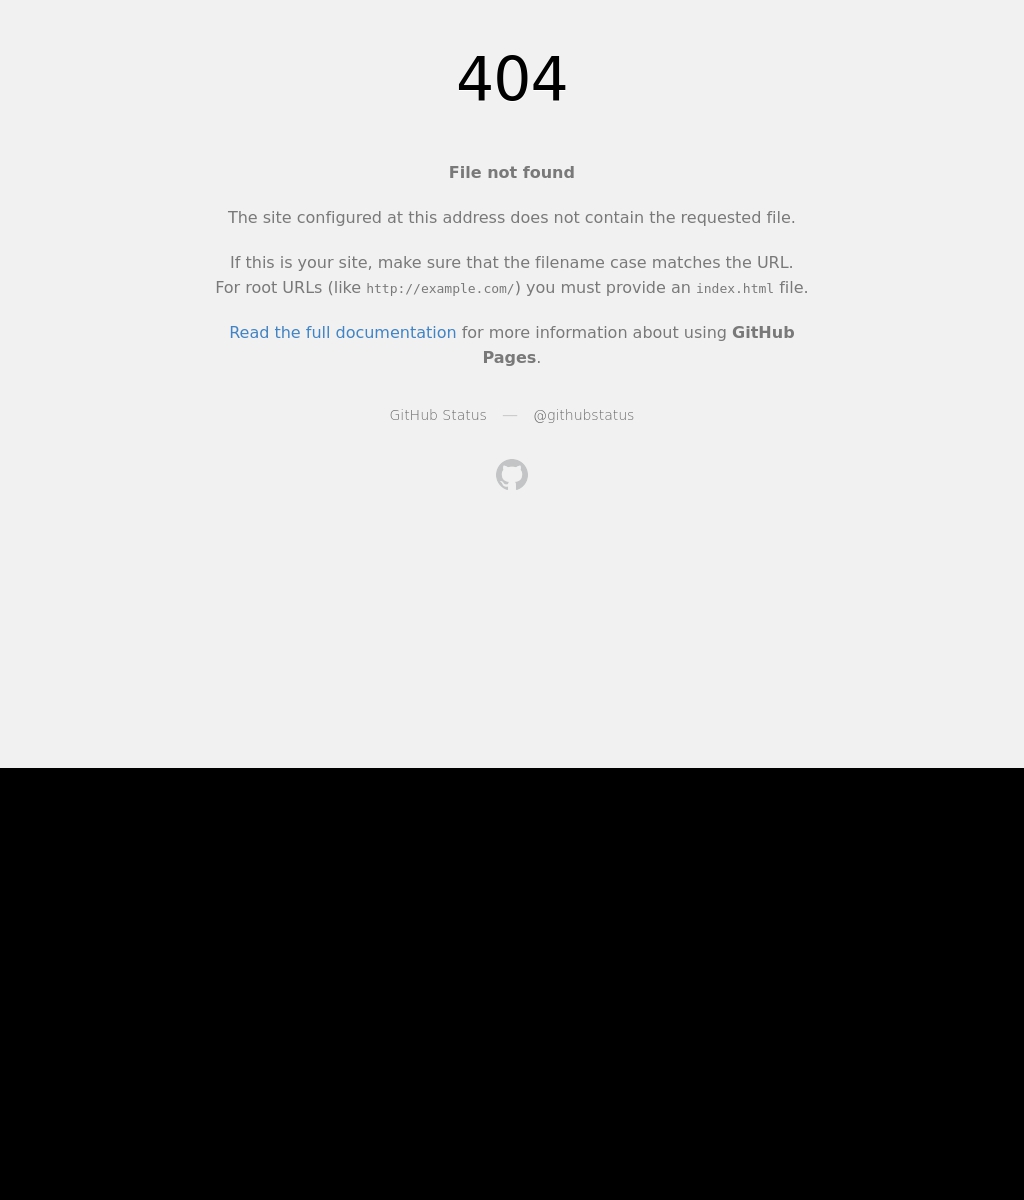 404
File not found
The site configured at this address does not contain the requested file.
If this is your site, make sure that the filename case matches the URL.
For root URLs (like http://example.com/) you must provide an index.html file.
Read the full documentation for more information about using GitHub
Pages.
GitHub Status — @githubstatus